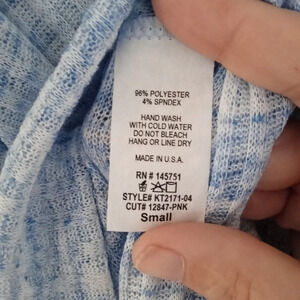 96% POLYESTER
4% SPNDEX
HAND WASH
WITH COLD WATER
DO NOT BLEACH
HANG OR LINE DRY
MADE IN U.S.A.
RN # 145751
STYLE# KT2171-04
CUT# 12847-PNK
Small